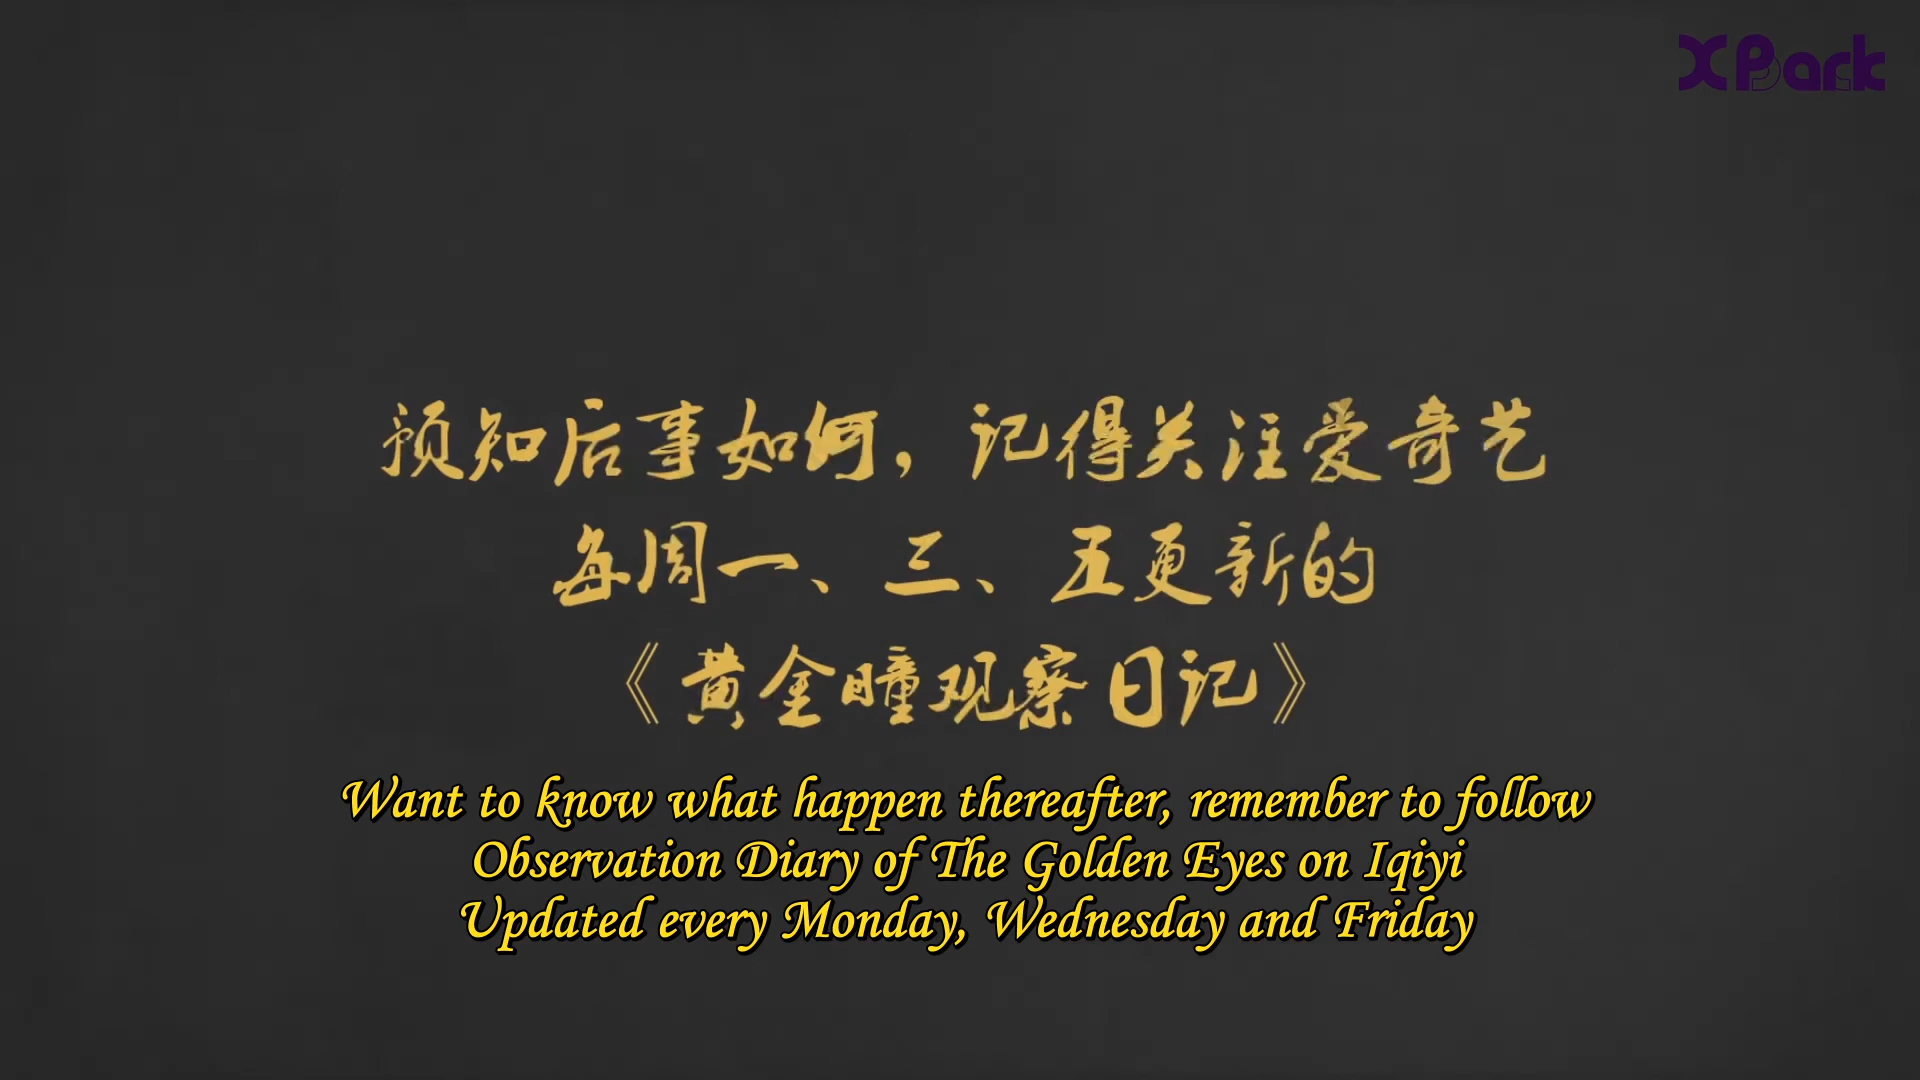 XPark
预知后事如何，记得关注爱奇艺
每周一、三、五更新的
《黄金瞳观察日记》
Want to know what happen thereafter, remember to follow
Observation Diary of The Golden Eyes on Iqiyi
Updated every Monday, Wednesday and Friday